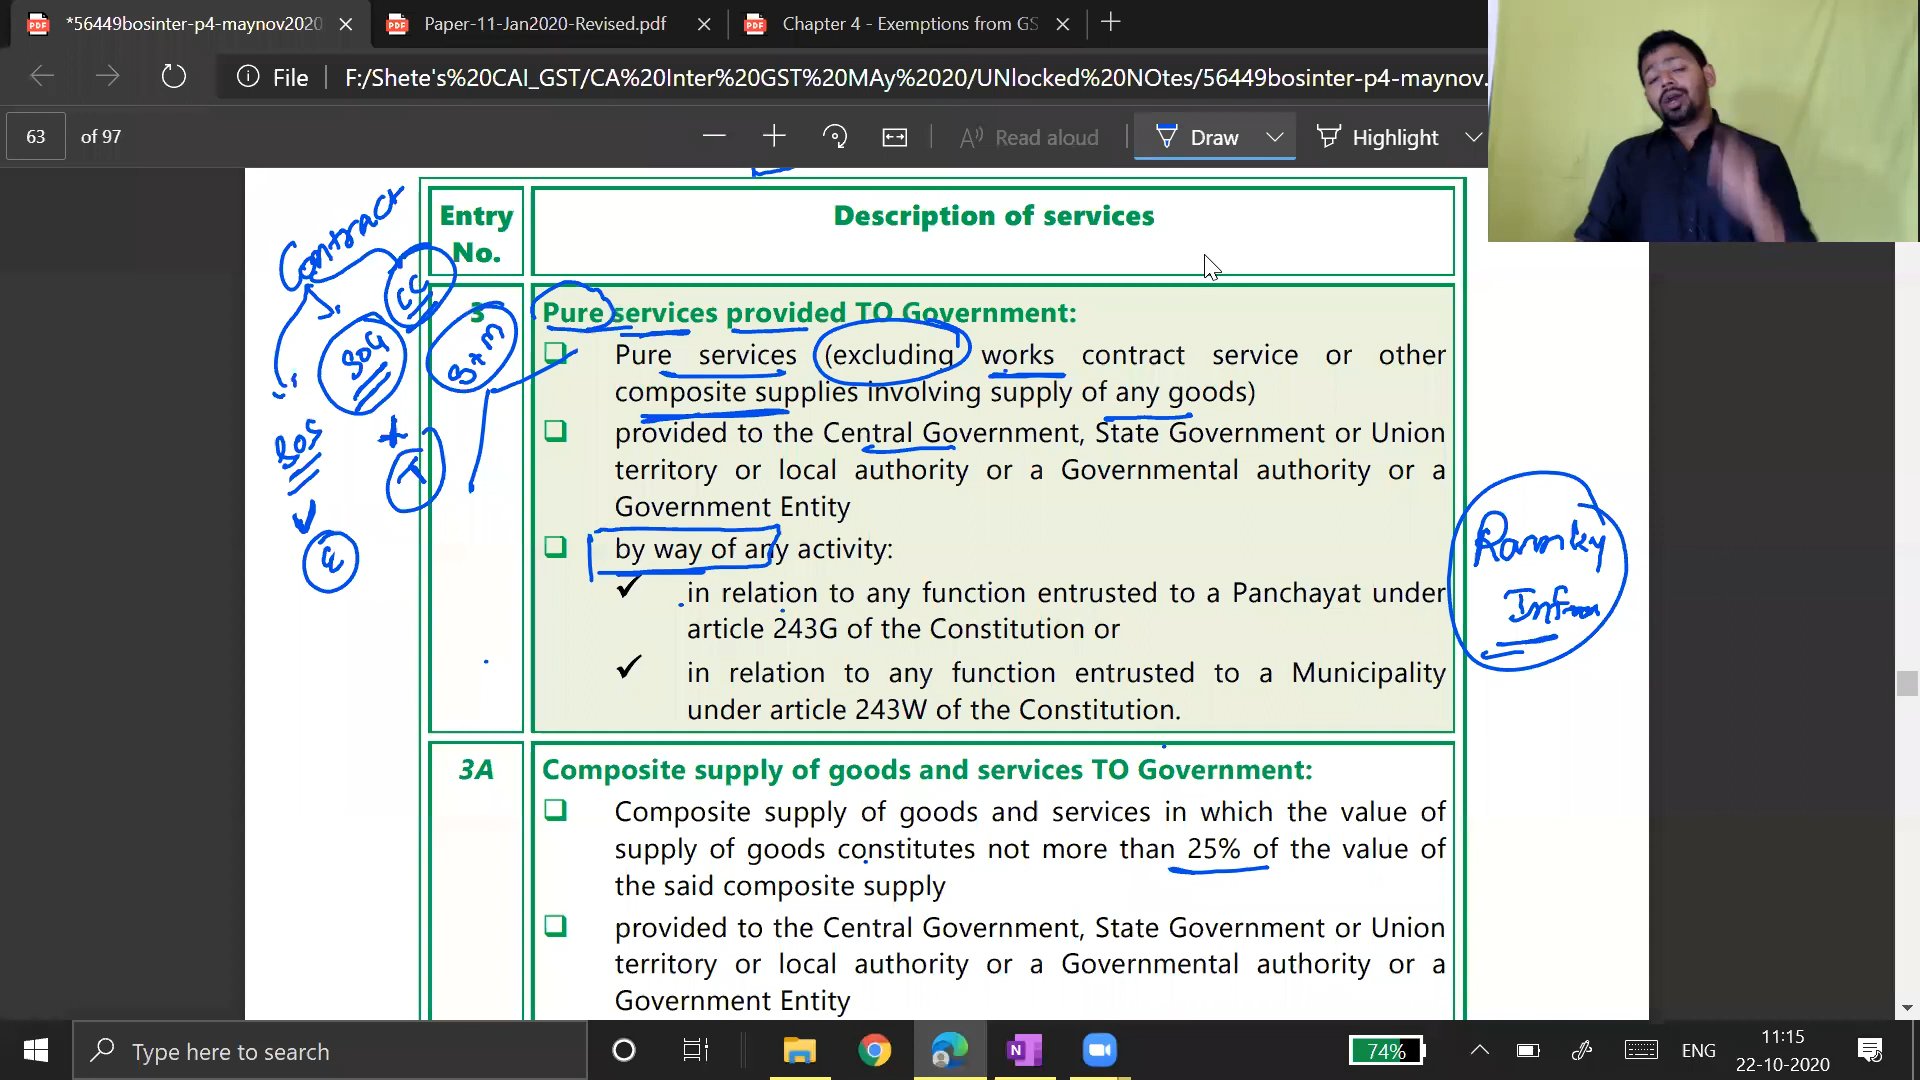 *56449bosinter-p4-maynov2020
Paper-11-Jan2020-Revised.pdf
Chapter 4 - Exemptions from GS
File
F:/Shete's%20CAI_GST/CA%20Inter%20GST%20MAy%2020/UNlocked%20NOtes/56449bosinter-p4-maynov.
63
of 97
Read aloud
Draw
Highlight
Entry No.
Description of services
Contract
CC
SOG
S+M
SOS
+
T
3
Pure services provided TO Government:
Pure services (excluding works contract service or other
composite supplies involving supply of any goods)
provided to the Central Government, State Government or Union
territory or local authority or a Governmental authority or a
Government Entity
by way of any activity:
in relation to any function entrusted to a Panchayat under
article 243G of the Constitution or
in relation to any function entrusted to a Municipality
under article 243W of the Constitution.
Ramky
Infra
3A
Composite supply of goods and services TO Government:
Composite supply of goods and services in which the value of
supply of goods constitutes not more than 25% of the value of
the said composite supply
provided to the Central Government, State Government or Union
territory or local authority or a Governmental authority or a
Government Entity
Type here to search
74%
ENG
11:15
22-10-2020